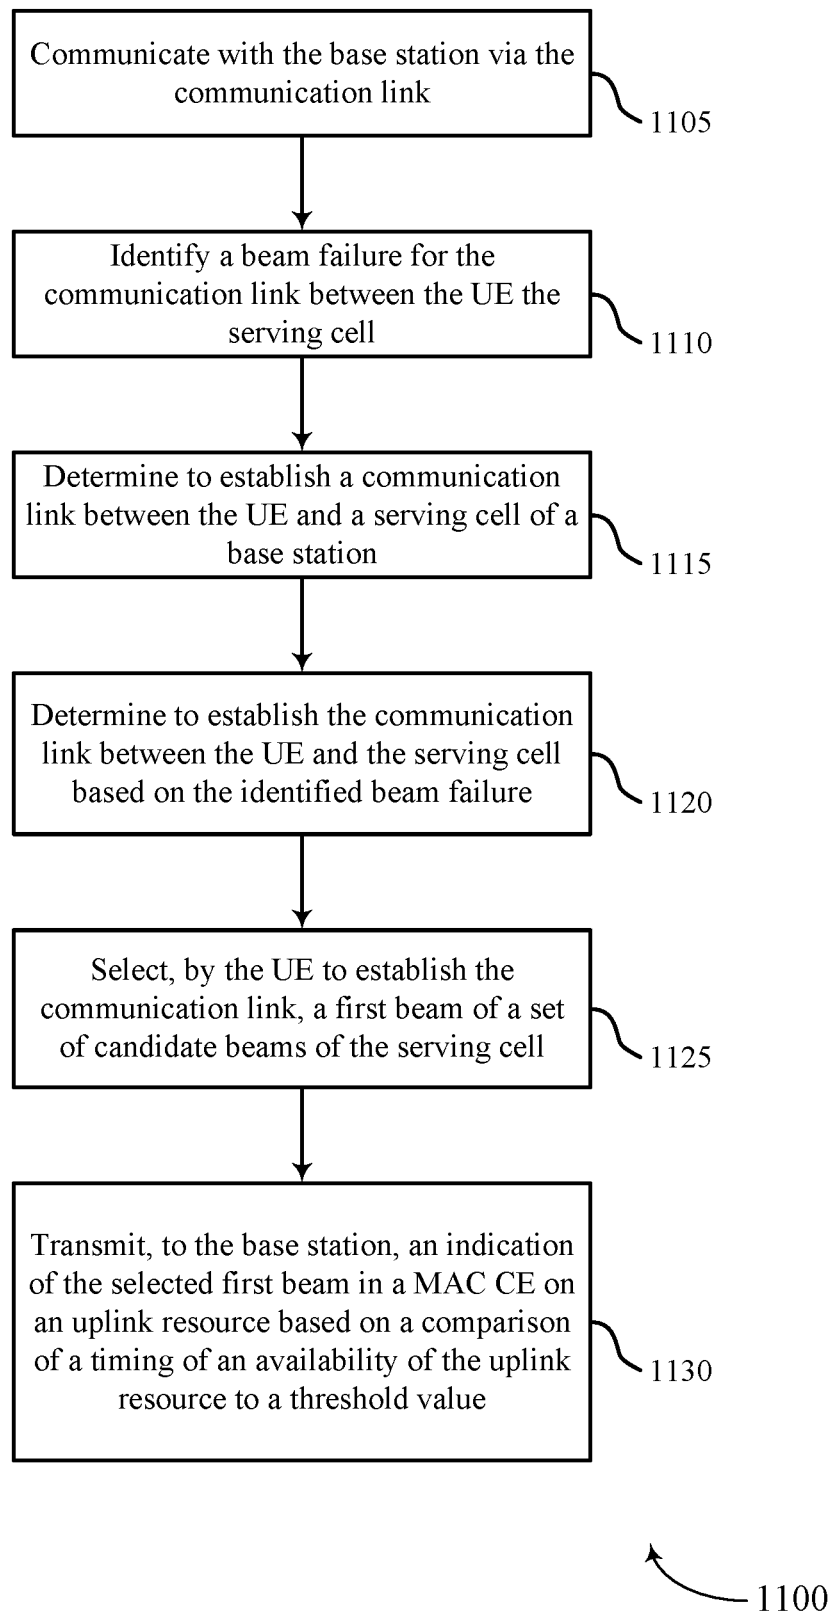 Communicate with the base station via the
communication link
1105
Identify a beam failure for the
communication link between the UE the
serving cell
1110
Determine to establish a communication
link between the UE and a serving cell of a
base station
1115
Determine to establish the communication
link between the UE and the serving cell
based on the identified beam failure
1120
Select, by the UE to establish the
communication link, a first beam of a set
of candidate beams of the serving cell
1125
Transmit, to the base station, an indication
of the selected first beam in a MAC CE on
an uplink resource based on a comparison
of a timing of an availability of the uplink
resource to a threshold value
1130
1100